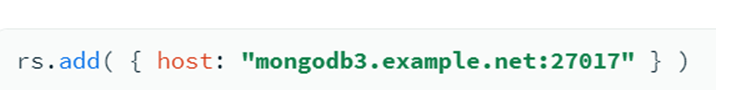 rs.add( { host: "mongodb3.example.net:27017" } )